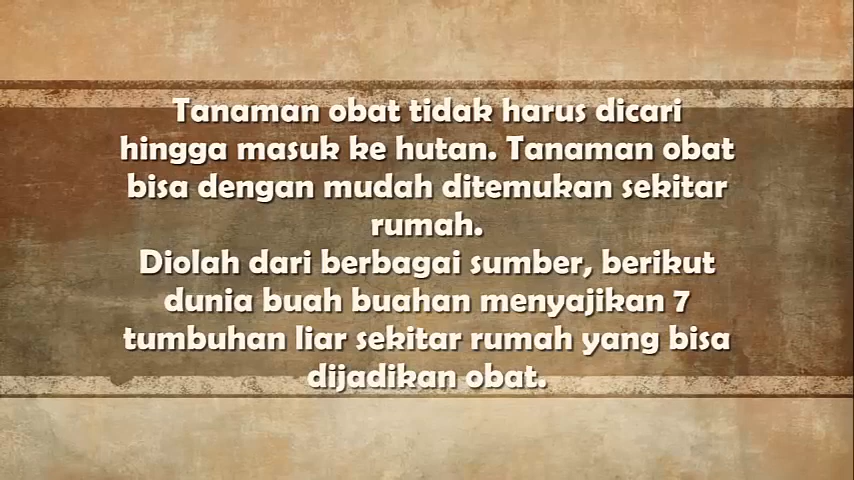 Tanaman obat tidak harus dicari
hingga masuk ke hutan. Tanaman obat
bisa dengan mudah ditemukan sekitar
rumah.
Diolah dari berbagai sumber, berikut
dunia buah buahan menyajikan 7
tumbuhan liar sekitar rumah yang bisa
dijadikan obat.